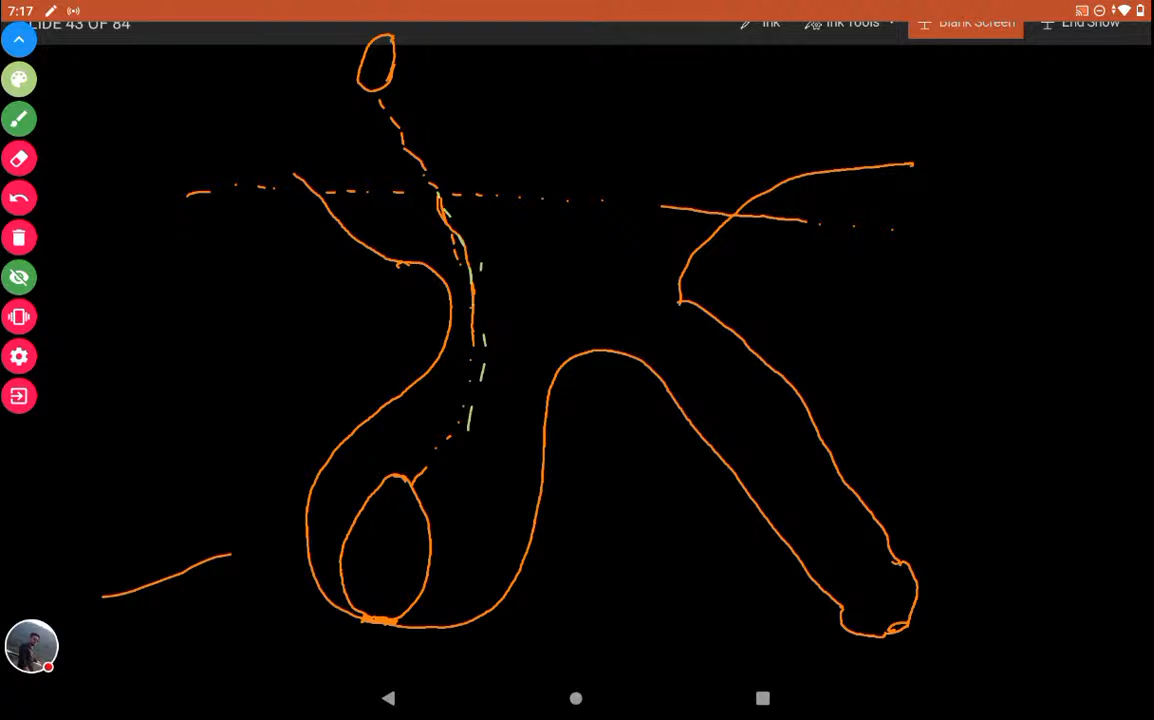 7:17
LIDE 43 OF 84
Ink
Ink Tools
Blank Screen
End Show